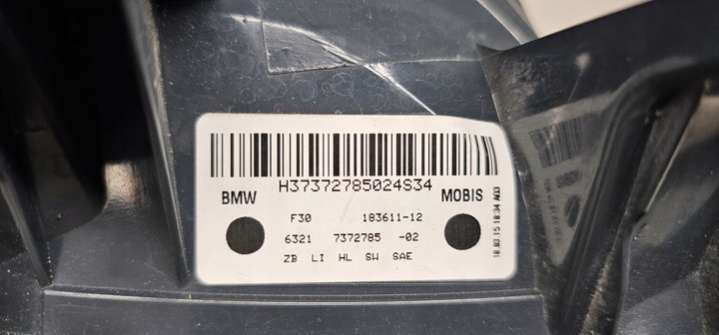 H37372785024S34
BMW MOBIS
F30 183611-12
6321 7372785 -02
ZB LI HL SW SAE